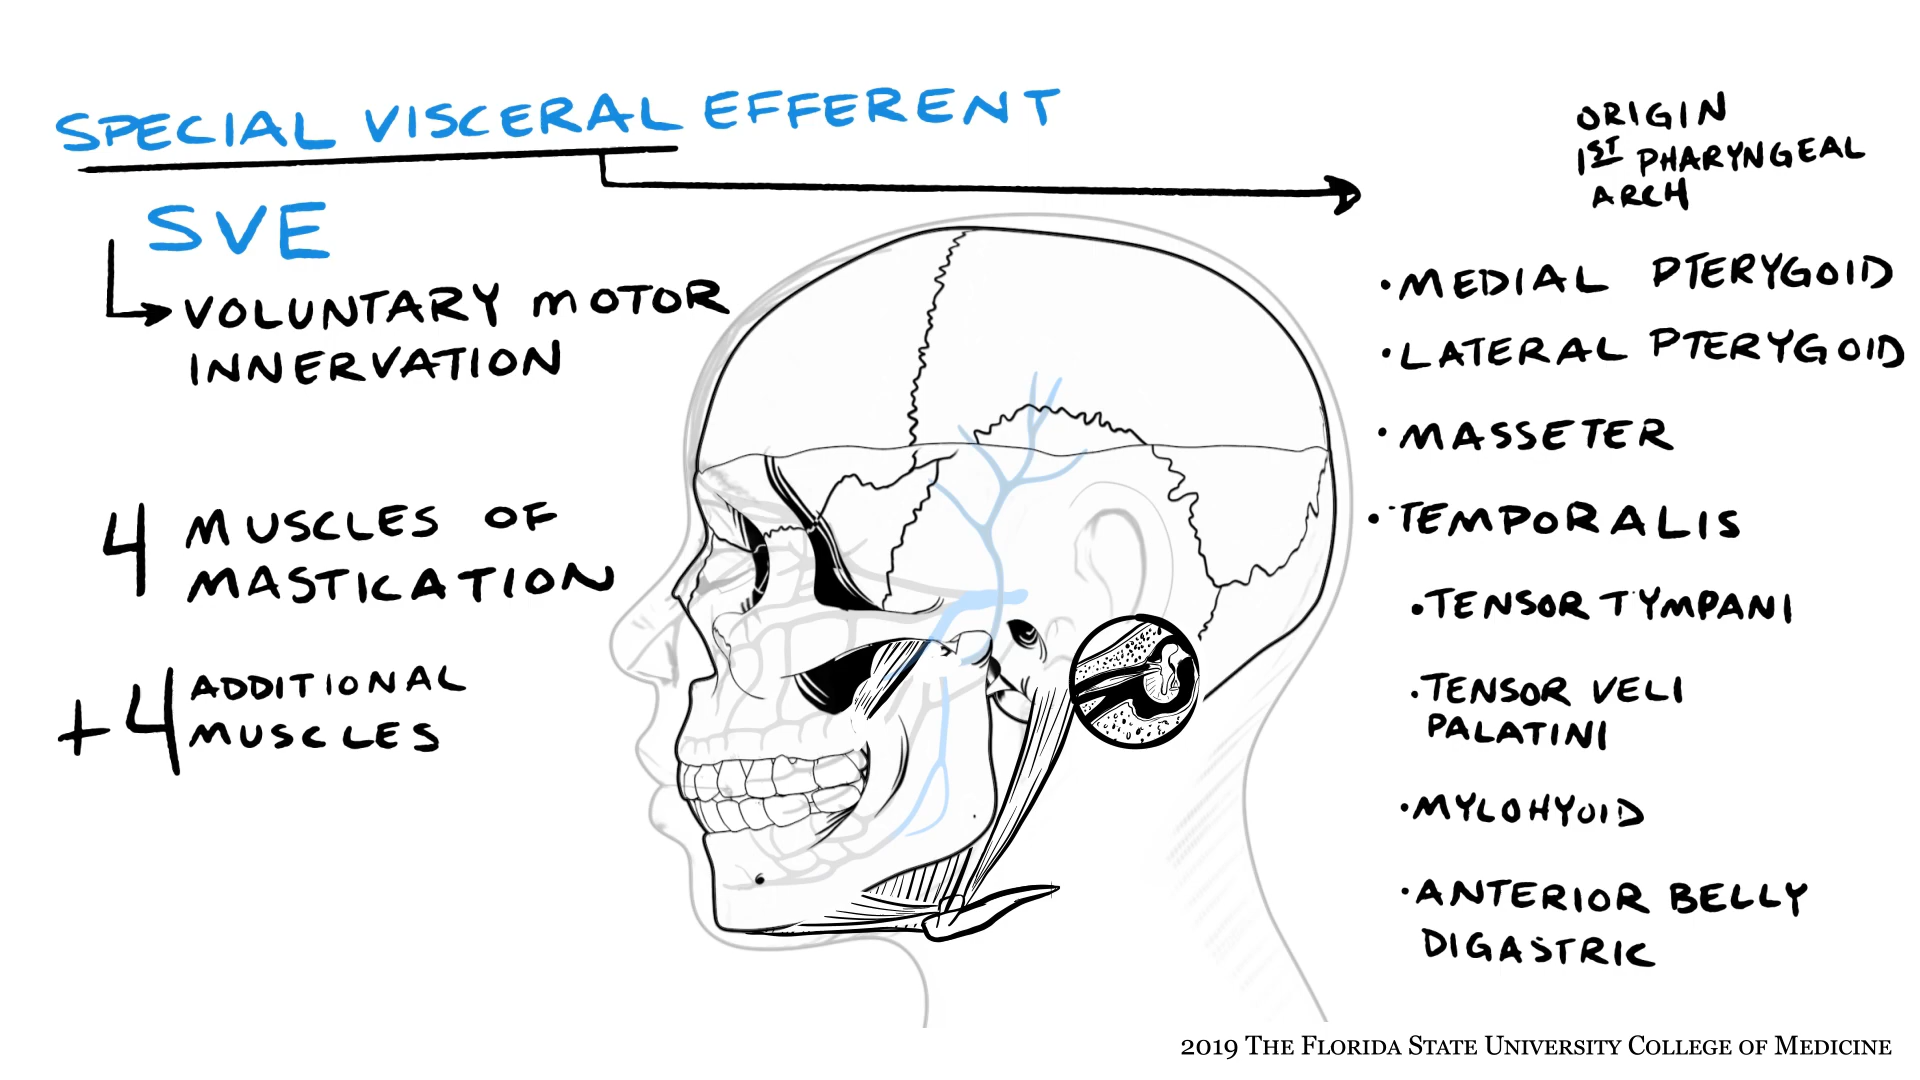 SPECIAL VISCERAL EFFERENT
SVE
VOLUNTARY MOTOR
INNERVATION
4 MUSCLES OF
MASTICATION
+4 ADDITIONAL
MUSCLES
ORIGIN
1ST PHARYNGEAL
ARCH
•MEDIAL PTERYGOID
•LATERAL PTERYGOID
•MASSETER
•TEMPORALIS
•TENSOR TYMPANI
•TENSOR VELI
PALATINI
•MYLOHYOID
•ANTERIOR BELLY
DIGASTRIC
2019 THE FLORIDA STATE UNIVERSITY COLLEGE OF MEDICINE